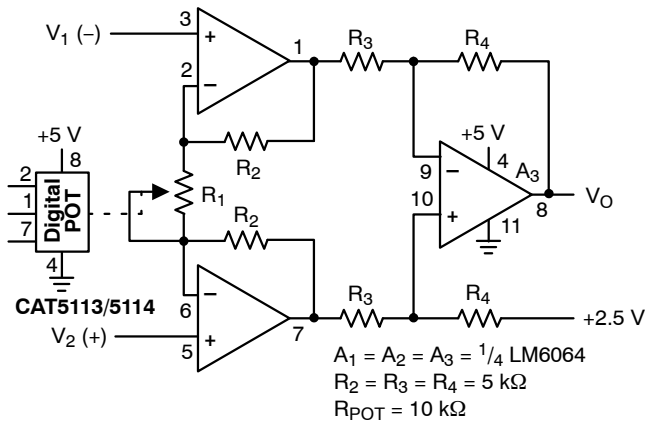 V1 (–)
3
+
1
2
–
R3
R4
R2
+5 V
8
2
1
7
Digital
POT
4
R1
R2
+5 V
4
A3
9
–
10
+
8
11
VO
CAT5113/5114
–
6
V2 (+)
5
+
7
R3
R4
+2.5 V
A1 = A2 = A3 = 1/4 LM6064
R2 = R3 = R4 = 5 kΩ
RPOT = 10 kΩ